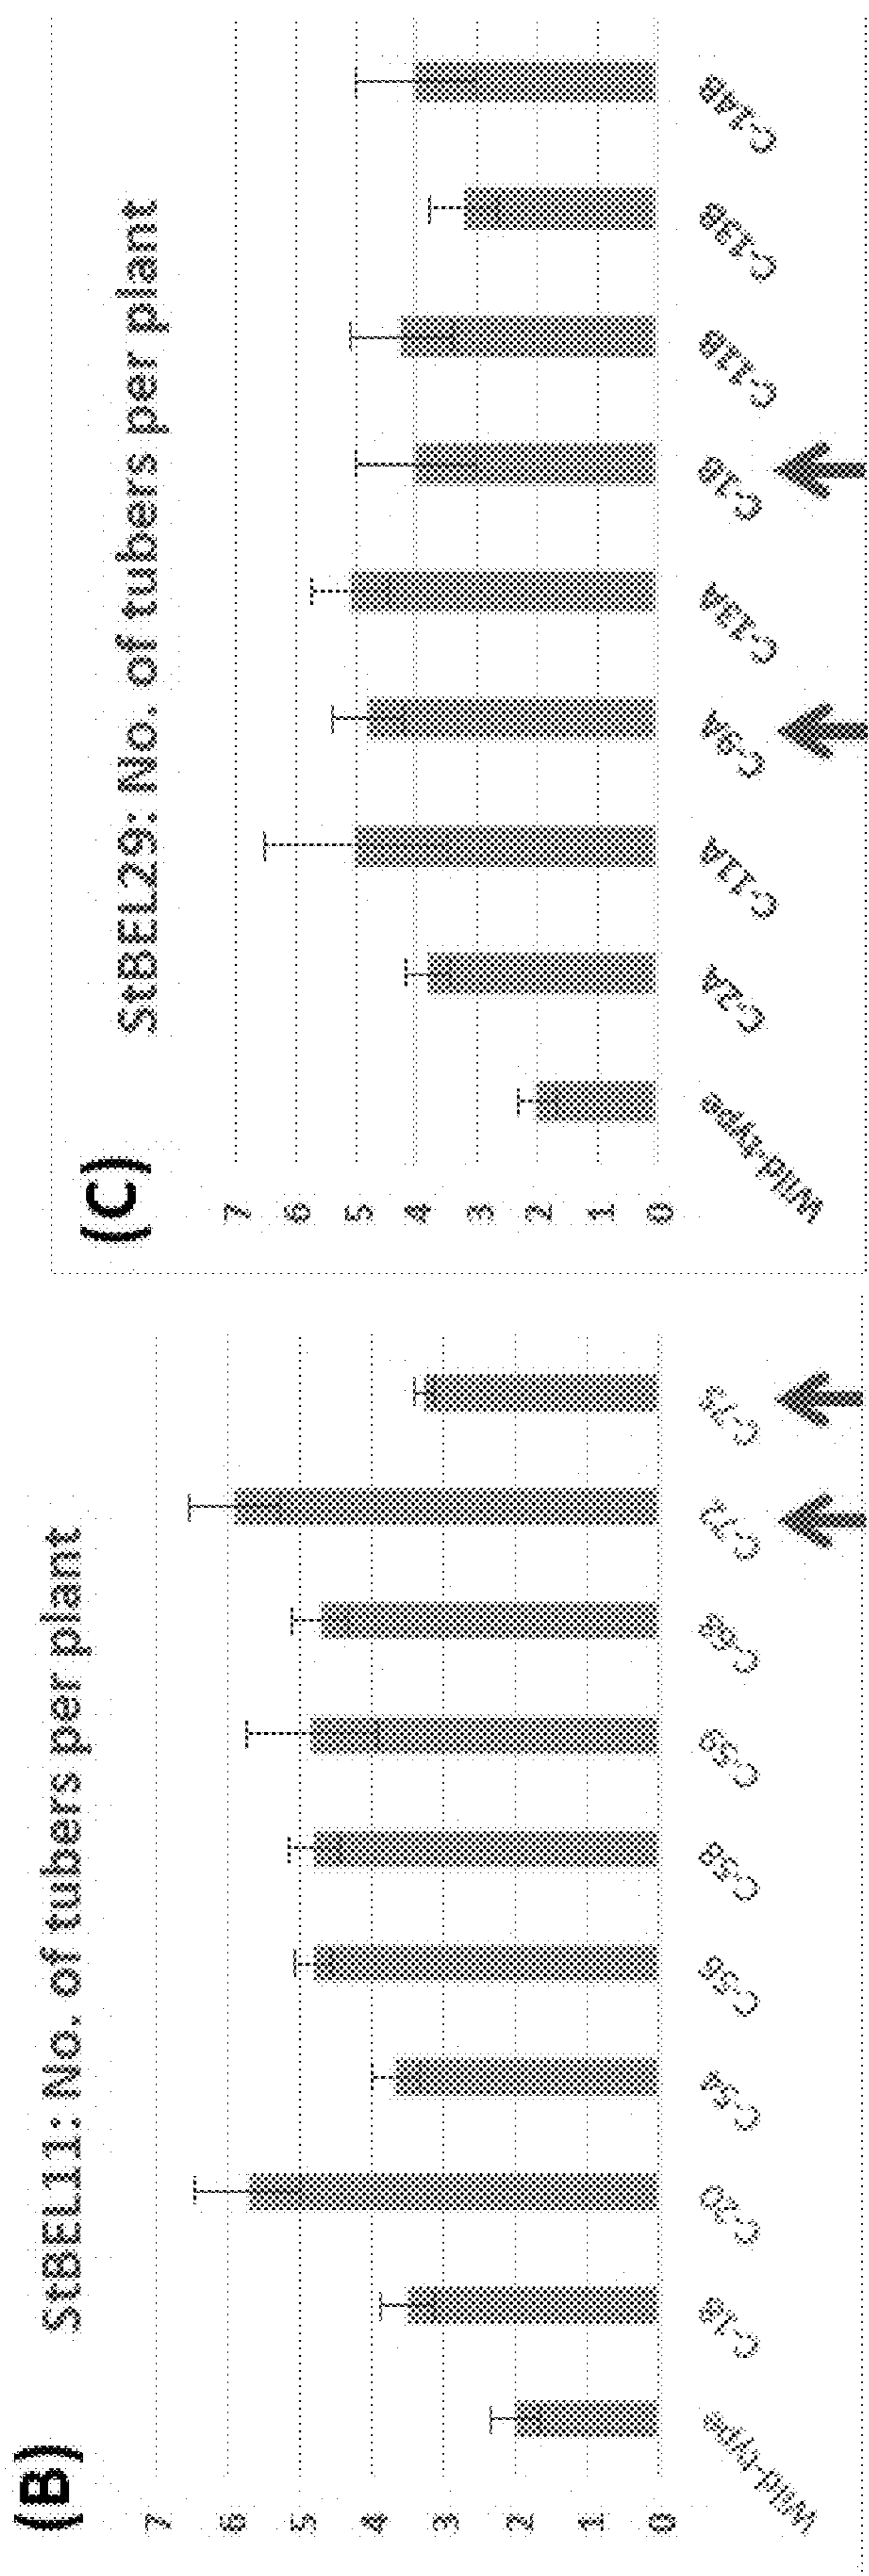 (B)
StBEL11: No. of tubers per plant
7
6
5
4
3
2
1
0
Wild-type
C-18
C-20
C-54
C-56
C-58
C-59
C-68
C-72
C-75
(C)
StBEL29: No. of tubers per plant
7
6
5
4
3
2
1
0
Wild-type
C-2A
C-11A
C-9A
C-13A
C-1B
C-11B
C-13B
C-14B